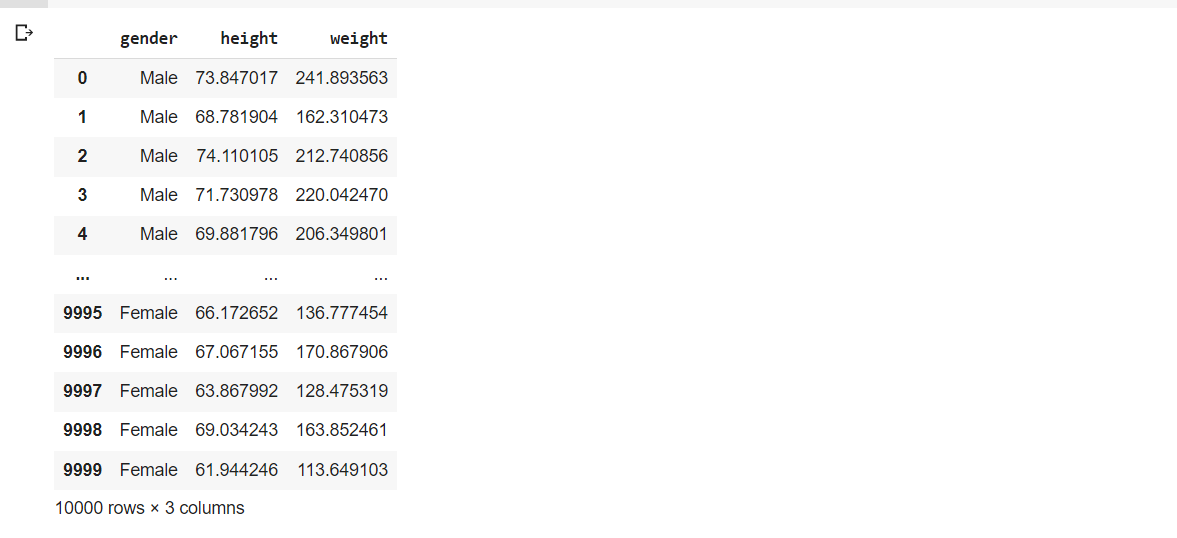 gender height weight
0 Male 73.847017 241.893563
1 Male 68.781904 162.310473
2 Male 74.110105 212.740856
3 Male 71.730978 220.042470
4 Male 69.881796 206.349801
... ... ... ...
9995 Female 66.172652 136.777454
9996 Female 67.067155 170.867906
9997 Female 63.867992 128.475319
9998 Female 69.034243 163.852461
9999 Female 61.944246 113.649103
10000 rows × 3 columns